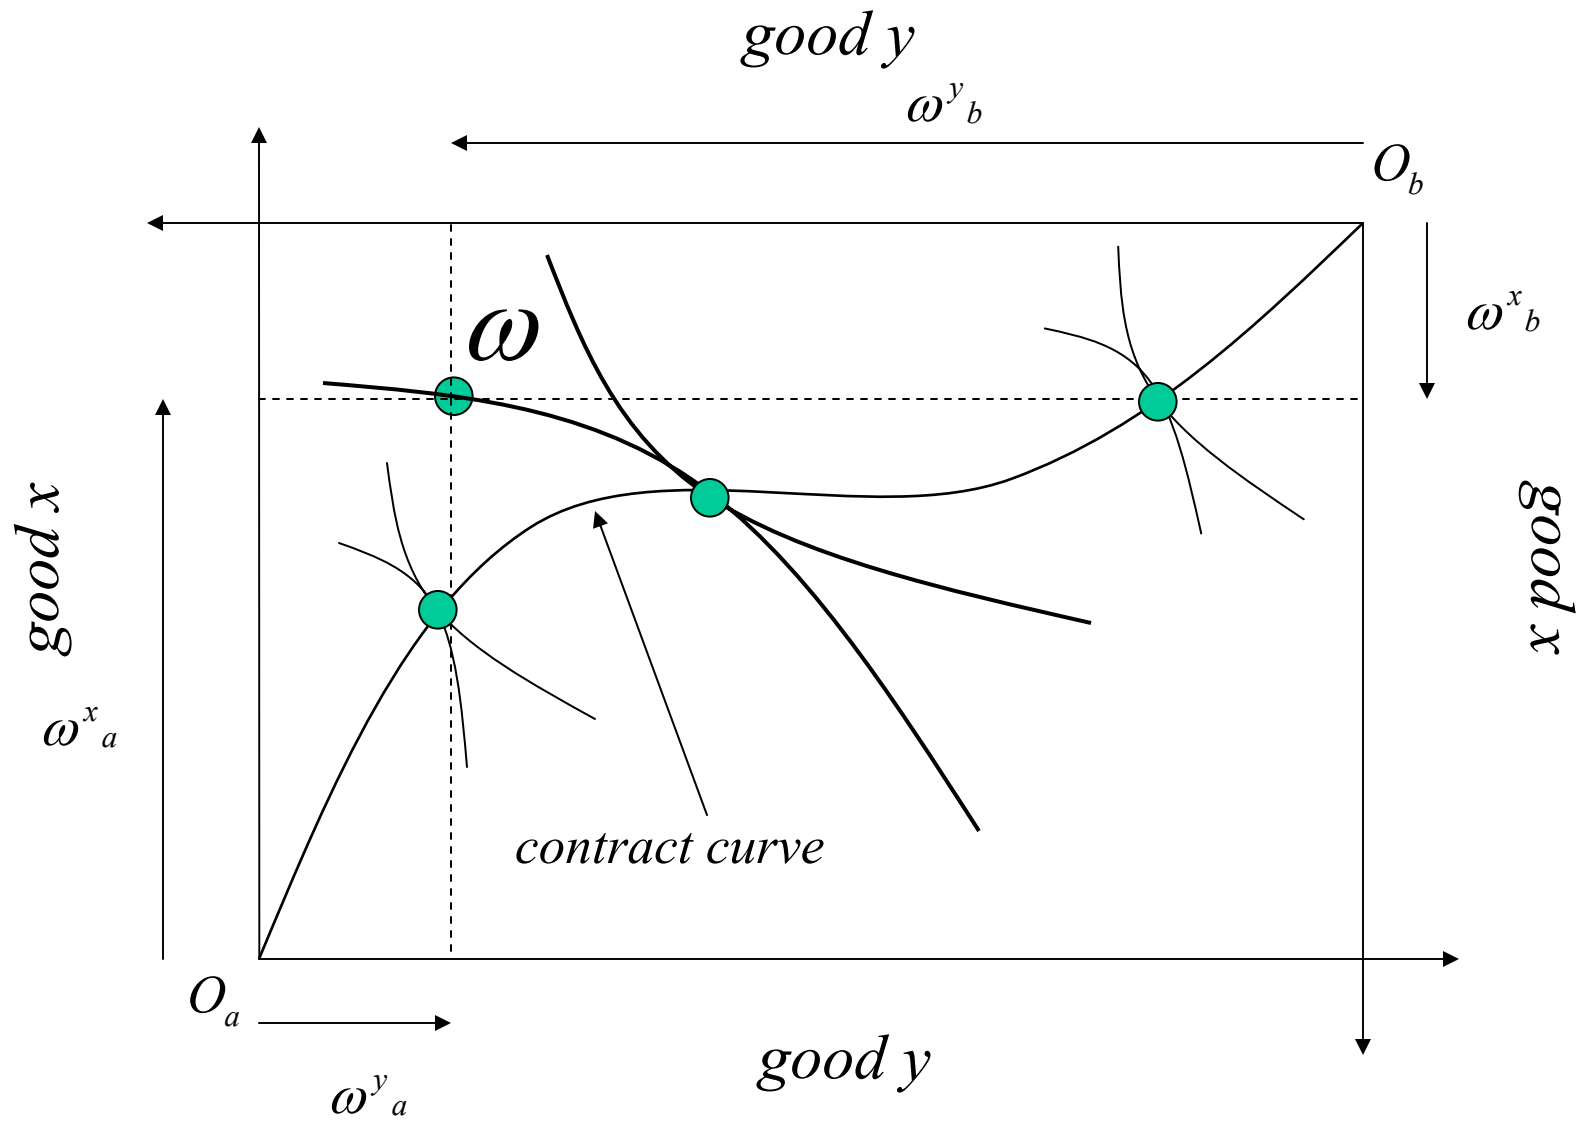 good y
ω^y_b
O_b
ω
ω^x_b
good x
good x
ω^x_a
contract curve
O_a
good y
ω^y_a